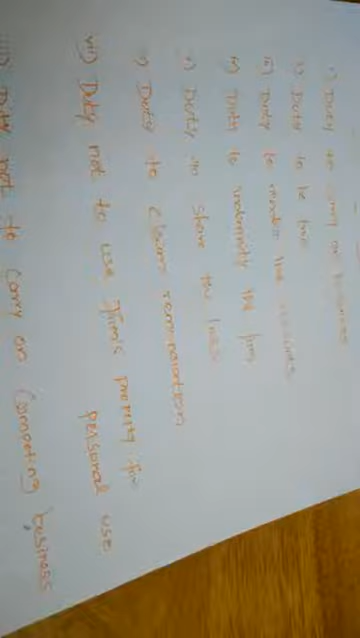 i) Duty to carry on business
ii) Duty to be true
iii) Duty to render true accounts
iv) Duty to indemnify the firm
v) Duty to share the loss
vi) Duty to claim remuneration
vii) Duty not to use Firm's property for
personal use
viii) Duty not to carry on competing business